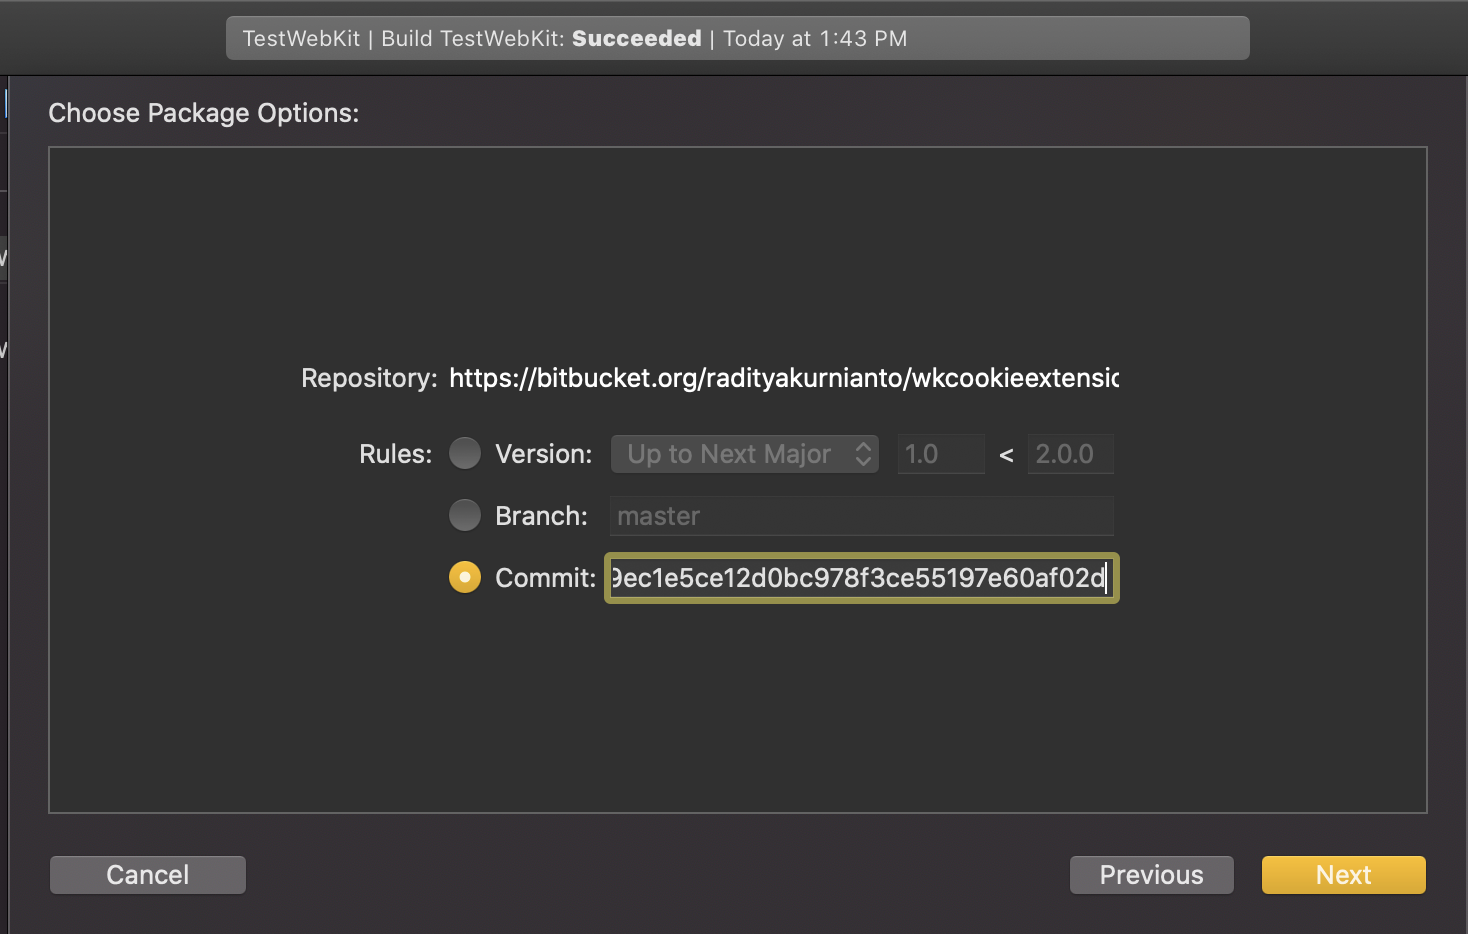 TestWebKit | Build TestWebKit: Succeeded | Today at 1:43 PM
Choose Package Options:
Repository: https://bitbucket.org/radityakurnianto/wkcookieextensic
Rules: Version: Up to Next Major 1.0 < 2.0.0
Branch: master
Commit: 9ec1e5ce12d0bc978f3ce55197e60af02d
Cancel Previous Next